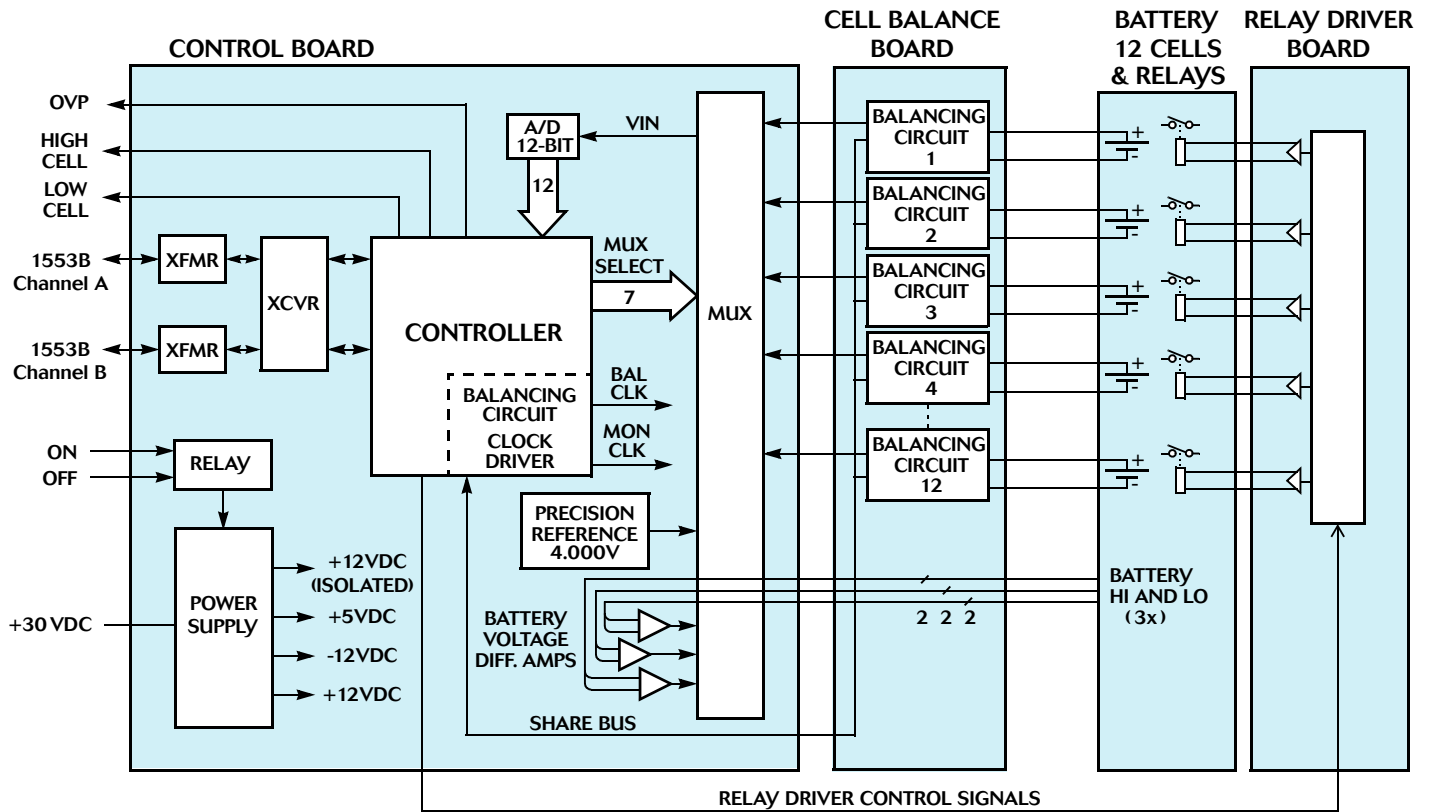 CONTROL BOARD
CELL BALANCE
BOARD
BATTERY
12 CELLS
& RELAYS
RELAY DRIVER
BOARD
OVP
HIGH
CELL
LOW
CELL
1553B
Channel A
1553B
Channel B
XFMR
XFMR
XCVR
A/D
12-BIT
VIN
12
CONTROLLER
MUX
SELECT
7
MUX
BALANCING
CIRCUIT
CLOCK
DRIVER
BAL
CLK
MON
CLK
ON
OFF
RELAY
PRECISION
REFERENCE
4.000V
+30 VDC
POWER
SUPPLY
+12VDC
(ISOLATED)
+5VDC
-12VDC
+12VDC
BATTERY
VOLTAGE
DIFF. AMPS
SHARE BUS
BALANCING
CIRCUIT
1
BALANCING
CIRCUIT
2
BALANCING
CIRCUIT
3
BALANCING
CIRCUIT
4
BALANCING
CIRCUIT
12
+
-
+
-
+
-
+
-
+
-
2 2 2
BATTERY
HI AND LO
(3x)
RELAY DRIVER CONTROL SIGNALS